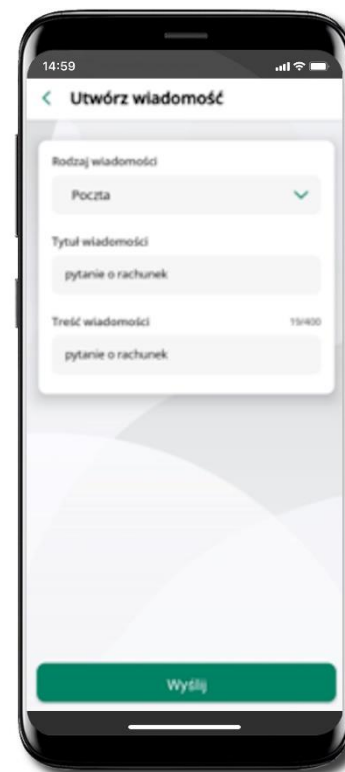 14:59
Utwórz wiadomość
Rodzaj wiadomości
Poczta
Tytuł wiadomości
pytanie o rachunek
Treść wiadomości 19/400
pytanie o rachunek
Wyślij